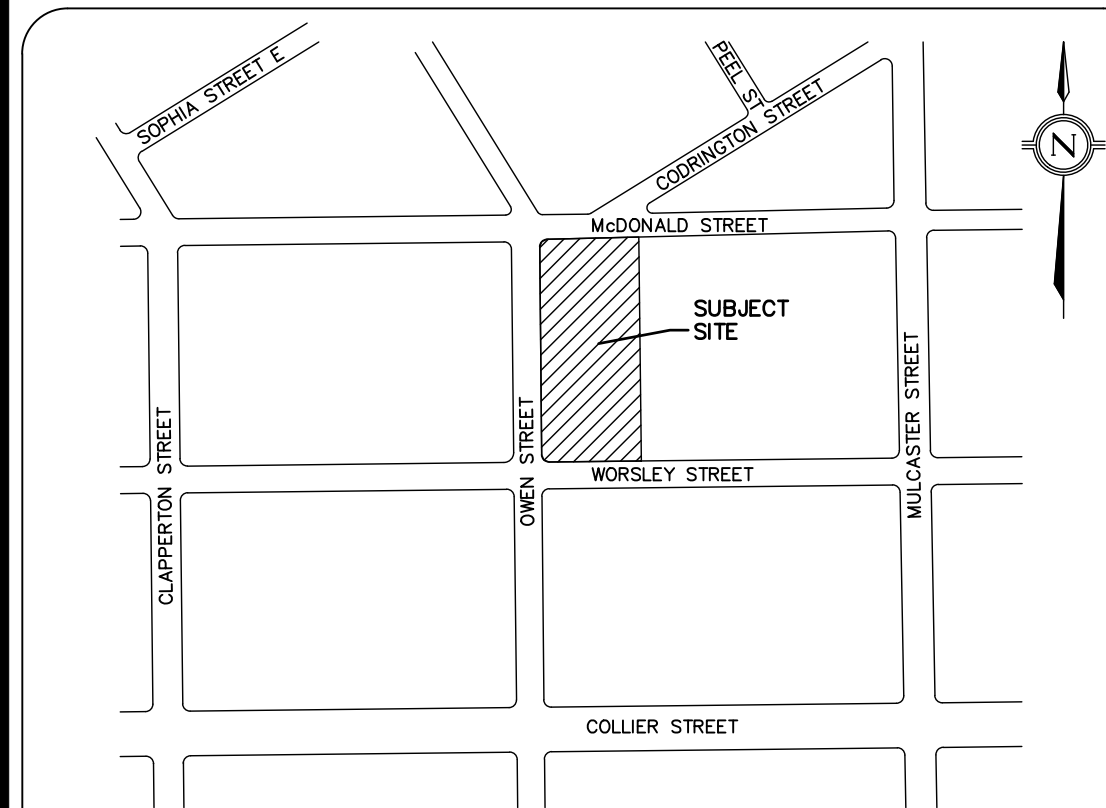 SOPHIA STREET E
PEEL ST
CODRINGTON STREET
N
McDONALD STREET
SUBJECT
SITE
CLAPPERTON STREET
OWEN STREET
MULCASTER STREET
WORSLEY STREET
COLLIER STREET